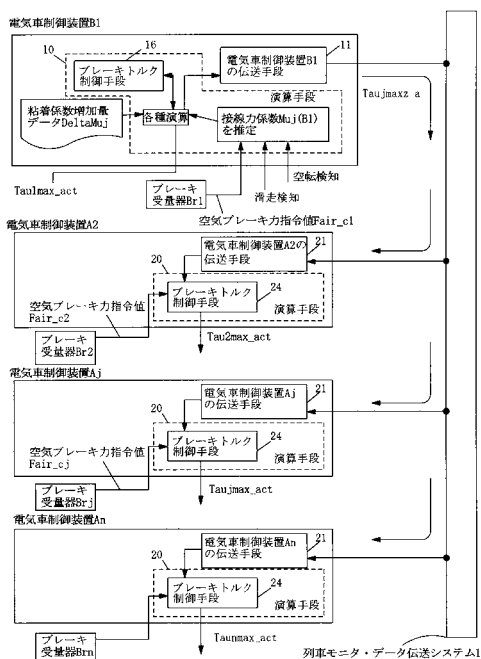 電気車制御装置B1
10
16
ブレーキトルク
制御手段
電気車制御装置B1
の伝送手段
11
演算手段
Taujmaxz a
粘着係数増加量
データDeltaMuj
各種演算
接線力係数Muj(B1)
を推定
空転検知
滑走検知
Tau1max_act
ブレーキ
受量器Br1
空気ブレーキ力指令値Fair_c1
電気車制御装置A2
電気車制御装置A2の
伝送手段
21
20
ブレーキトルク
制御手段
24
演算手段
空気ブレーキ力指令値
Fair_c2
ブレーキ
受量器Br2
Tau2max_act
電気車制御装置Aj
電気車制御装置Aj
の伝送手段
21
20
ブレーキトルク
制御手段
24
演算手段
空気ブレーキ力指令値
Fair_cj
ブレーキ
受量器Brj
Taujmax_act
電気車制御装置An
電気車制御装置An
の伝送手段
21
20
ブレーキトルク
制御手段
24
演算手段
ブレーキ
受量器Brn
Taunmax_act
列車モニタ・データ伝送システム1